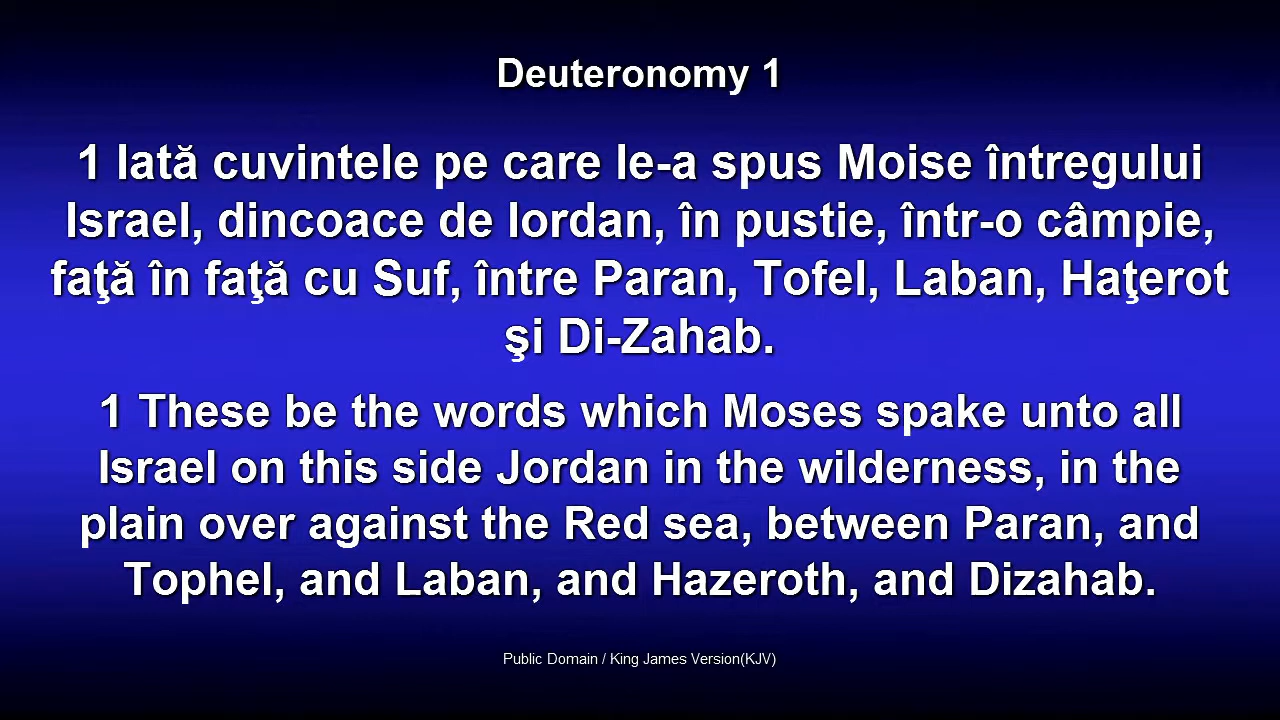 Deuteronomy 1
1 Iată cuvintele pe care le-a spus Moise întregului
Israel, dincoace de Iordan, în pustie, într-o câmpie,
faţă în faţă cu Suf, între Paran, Tofel, Laban, Haţerot
şi Di-Zahab.
1 These be the words which Moses spake unto all
Israel on this side Jordan in the wilderness, in the
plain over against the Red sea, between Paran, and
Tophel, and Laban, and Hazeroth, and Dizahab.
Public Domain / King James Version(KJV)